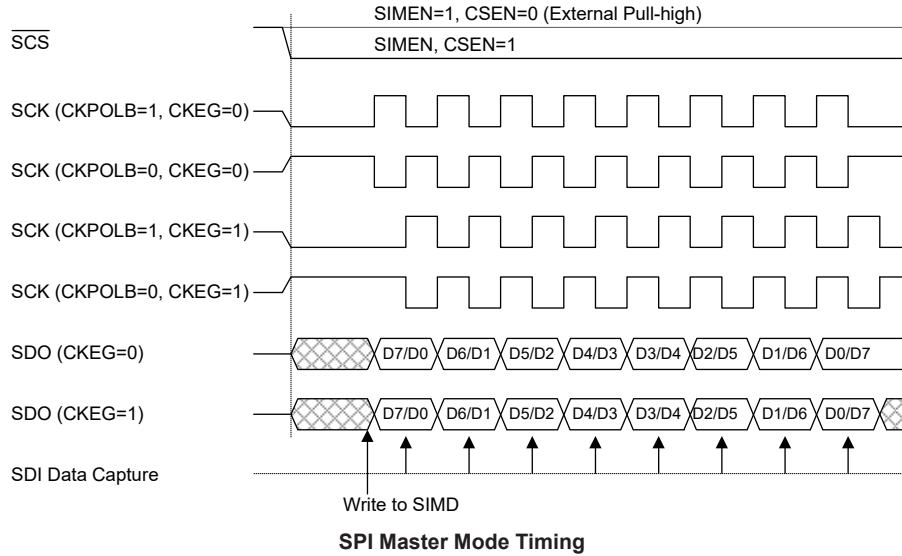 SIMEN=1, CSEN=0 (External Pull-high)
SCS
SIMEN, CSEN=1
SCK (CKPOLB=1, CKEG=0)
SCK (CKPOLB=0, CKEG=0)
SCK (CKPOLB=1, CKEG=1)
SCK (CKPOLB=0, CKEG=1)
SDO (CKEG=0) D7/D0 D6/D1 D5/D2 D4/D3 D3/D4 D2/D5 D1/D6 D0/D7
SDO (CKEG=1) D7/D0 D6/D1 D5/D2 D4/D3 D3/D4 D2/D5 D1/D6 D0/D7
SDI Data Capture
Write to SIMD
SPI Master Mode Timing